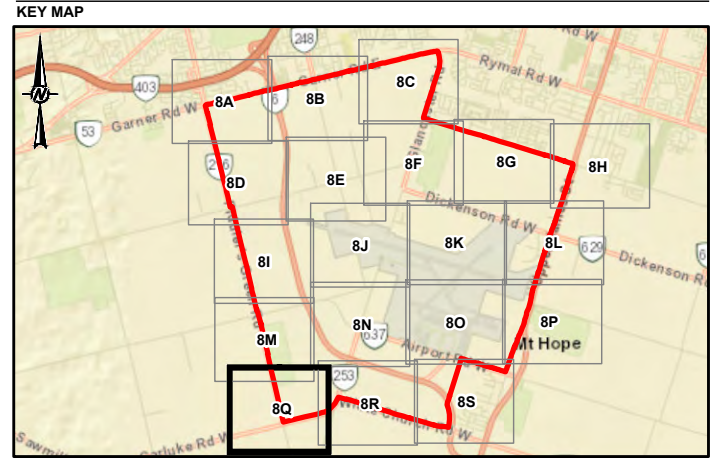 KEY MAP
248
8C
Rymal Rd W
403
8A
6
8B
N
Garner Rd W
53
8F
8G
8H
8D
8E
Dickenson Rd W
8J
8K
8L
629
Dickenson Rd
8I
8N
8O
8P
637
8M
Airport Rd W
Mt Hope
253
8Q
8R
8S
Carluke Rd W